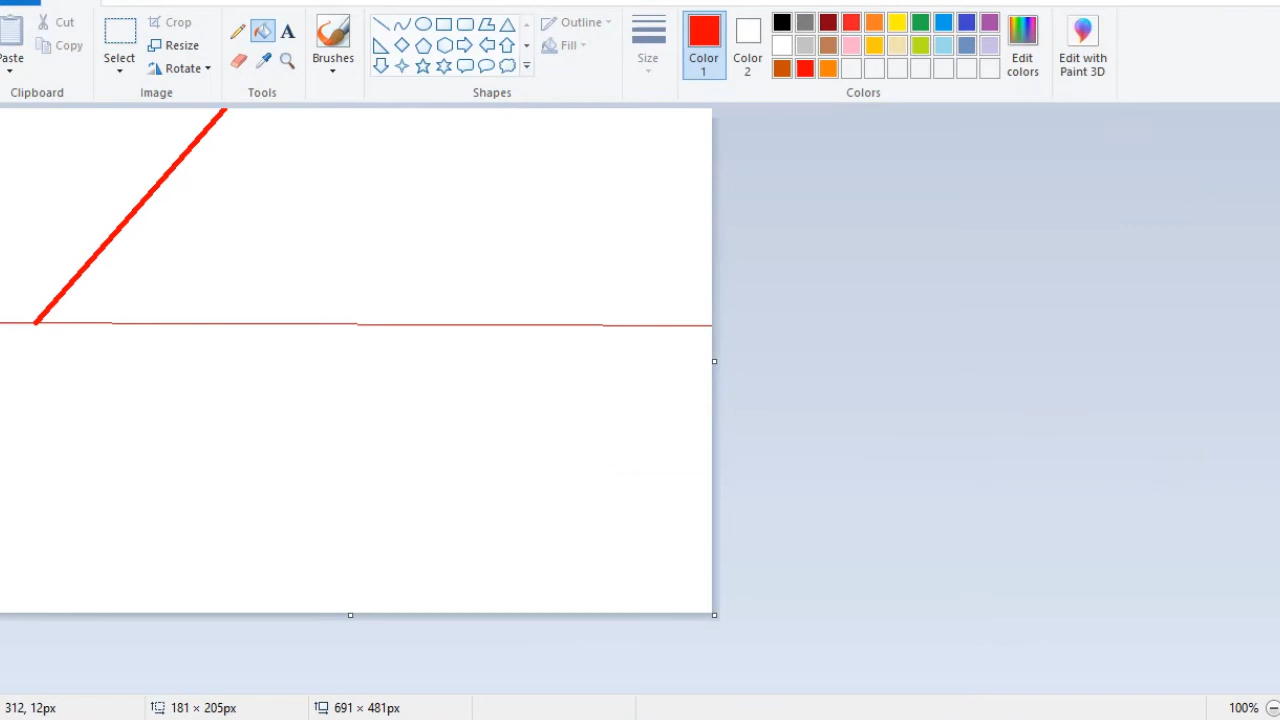 Cut
Copy
Paste
Clipboard
Crop
Resize
Rotate
Select
Image
A
Tools
Brushes
Outline
Fill
Shapes
Size
Color 1
Color 2
Edit colors
Colors
Edit with Paint 3D
312, 12px
181 × 205px
691 × 481px
100%